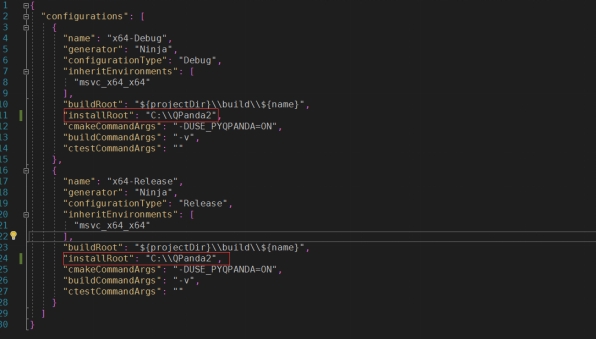 1 {
2 "configurations": [
3 {
4 "name": "x64-Debug",
5 "generator": "Ninja",
6 "configurationType": "Debug",
7 "inheritEnvironments": [
8 "msvc_x64_x64"
9 ],
10 "buildRoot": "${projectDir}\\build\\${name}",
11 "installRoot": "C:\\QPanda2",
12 "cmakeCommandArgs": "-DUSE_PYQPANDA=ON",
13 "buildCommandArgs": "-v",
14 "ctestCommandArgs": ""
15 },
16 {
17 "name": "x64-Release",
18 "generator": "Ninja",
19 "configurationType": "Release",
20 "inheritEnvironments": [
21 "msvc_x64_x64"
22 ],
23 "buildRoot": "${projectDir}\\build\\${name}",
24 "installRoot": "C:\\QPanda2",
25 "cmakeCommandArgs": "-DUSE_PYQPANDA=ON",
26 "buildCommandArgs": "-v",
27 "ctestCommandArgs": ""
28 }
29 ]
30 }